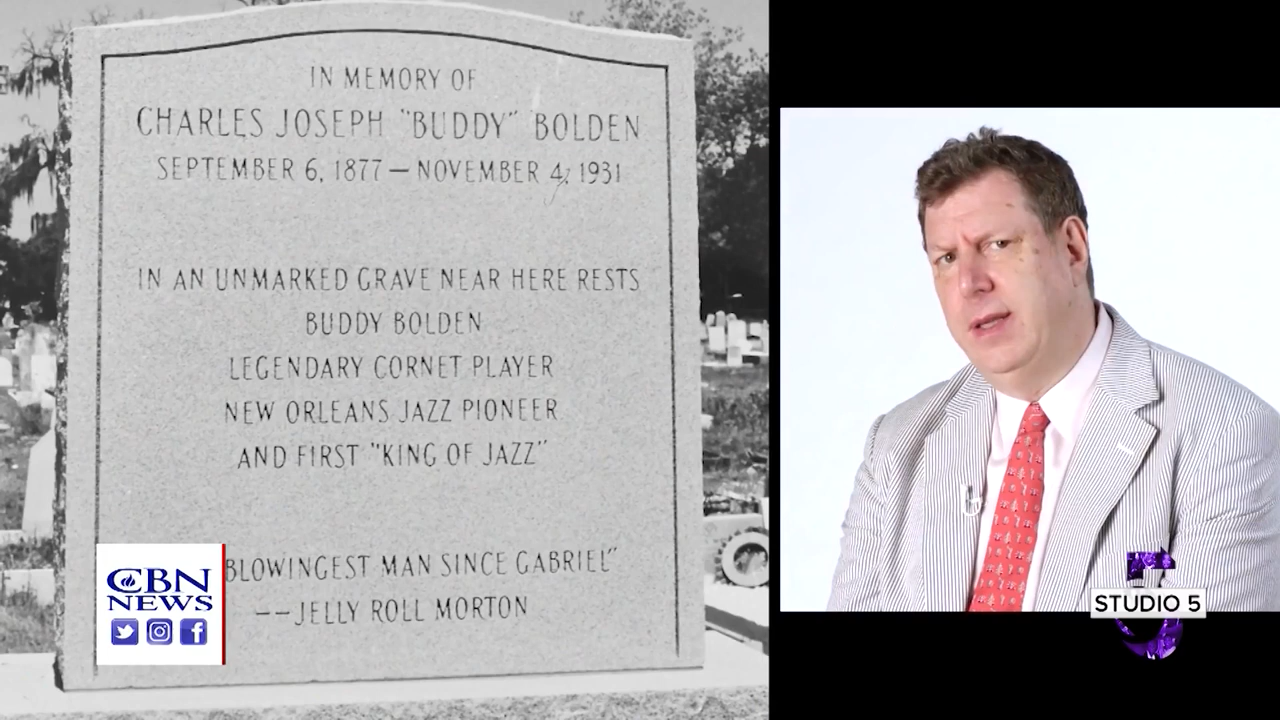 IN MEMORY OF
CHARLES JOSEPH "BUDDY" BOLDEN
SEPTEMBER 6, 1877 — NOVEMBER 4, 1931
IN AN UNMARKED GRAVE NEAR HERE RESTS
BUDDY BOLDEN
LEGENDARY CORNET PLAYER
NEW ORLEANS JAZZ PIONEER
AND FIRST "KING OF JAZZ"
BLOWINGEST MAN SINCE GABRIEL"
——JELLY ROLL MORTON
CBN
NEWS
5
STUDIO 5